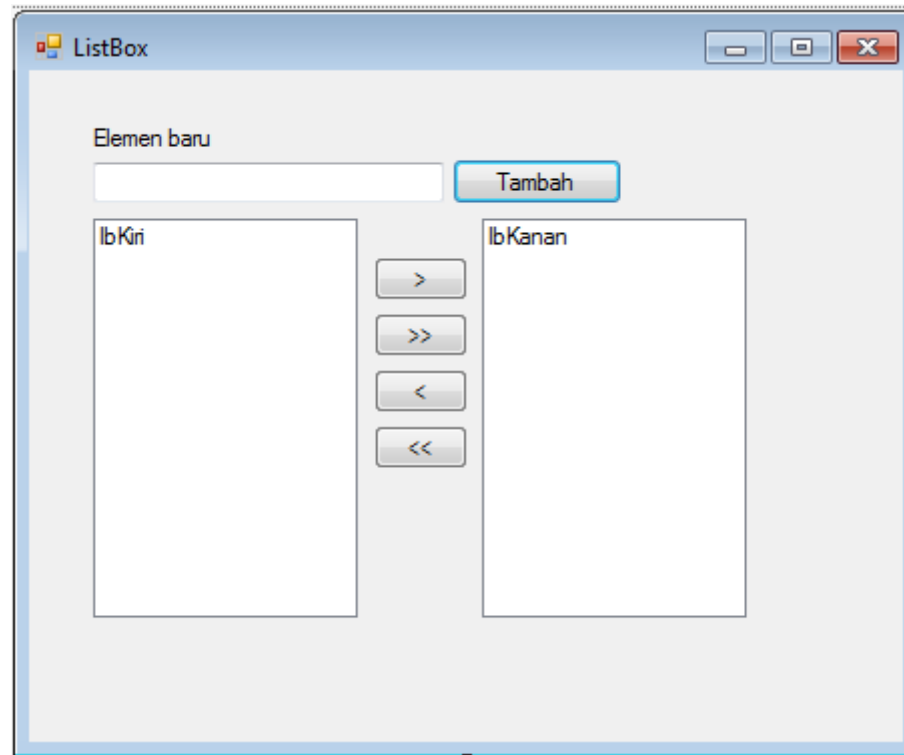 ListBox
Elemen baru
Tambah
lbKiri
lbKanan
>
>>
<
<<